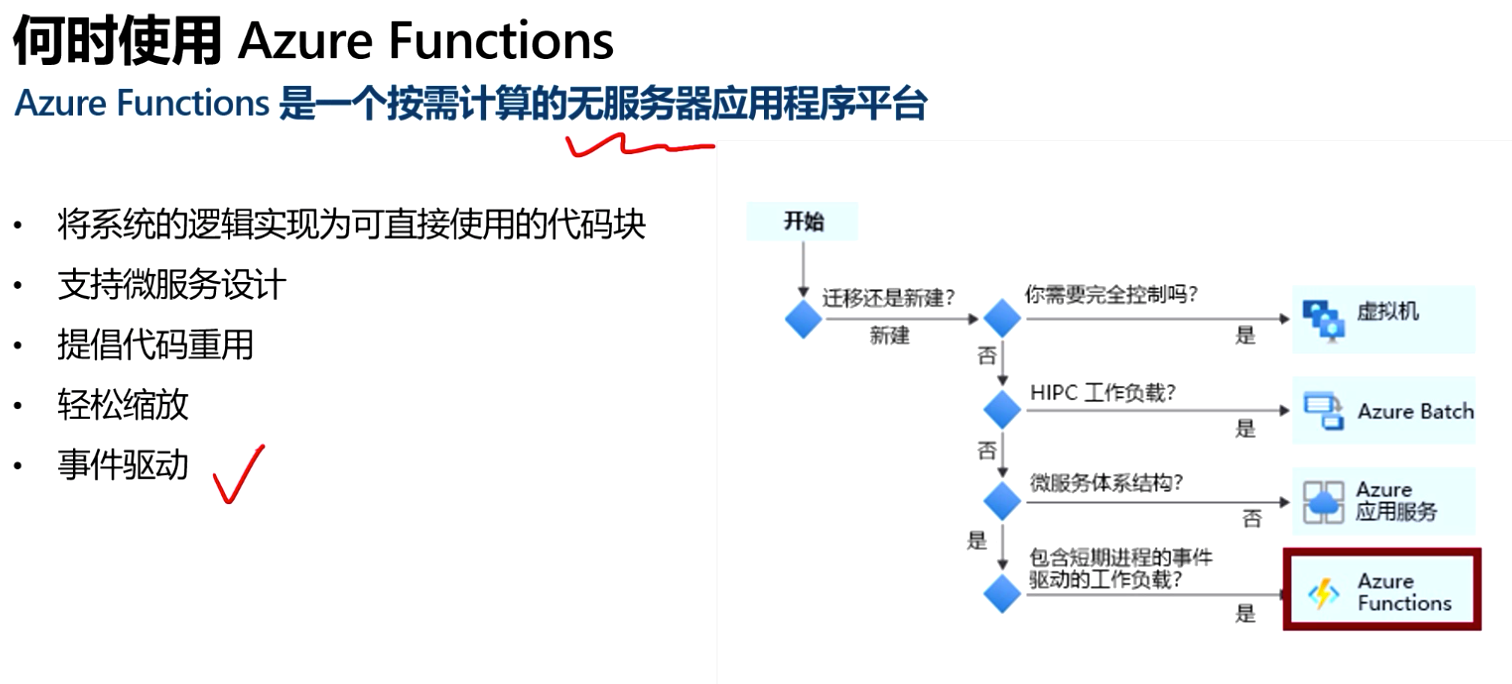 何时使用 Azure Functions
Azure Functions 是一个按需计算的无服务器应用程序平台
• 将系统的逻辑实现为可直接使用的代码块
• 支持微服务设计
• 提倡代码重用
• 轻松缩放
• 事件驱动
开始
迁移还是新建?
新建
你需要完全控制吗?
是
虚拟机
否
HIPC 工作负载?
是
Azure Batch
否
微服务体系结构?
否
Azure
应用服务
是
包含短期进程的事件
驱动的工作负载?
是
Azure
Functions